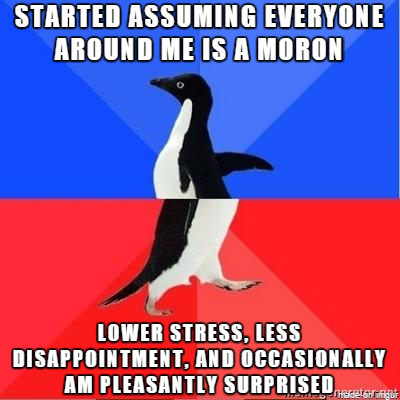 STARTED ASSUMING EVERYONE
AROUND ME IS A MORON
LOWER STRESS, LESS
DISAPPOINTMENT, AND OCCASIONALLY
AM PLEASANTLY SURPRISED
made on imgur